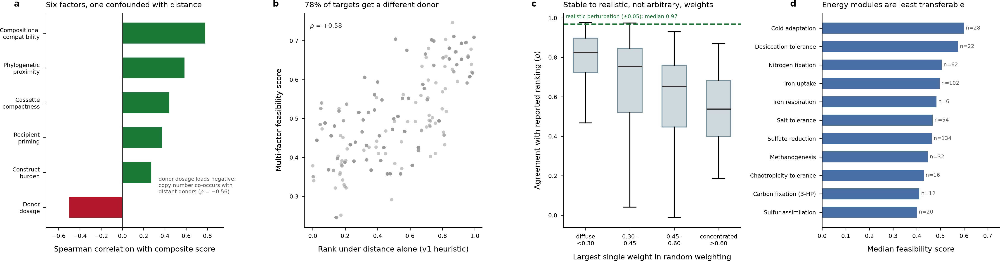 a
Six factors, one confounded with distance
Compositional
compatibility
Phylogenetic
proximity
Cassette
compactness
Recipient
priming
Construct
burden
Donor
dosage
donor dosage loads negative:
copy number co-occurs with
distant donors (ρ = −0.56)
−0.6 −0.4 −0.2 0.0 0.2 0.4 0.6 0.8
Spearman correlation with composite score
b
78% of targets get a different donor
ρ = +0.58
Multi-factor feasibility score
0.7
0.6
0.5
0.4
0.3
0.0 0.2 0.4 0.6 0.8 1.0
Rank under distance alone (v1 heuristic)
c
Stable to realistic, not arbitrary, weights
realistic perturbation (±0.05): median 0.97
Agreement with reported ranking (ρ)
1.0
0.8
0.6
0.4
0.2
0.0
diffuse
<0.30
0.30–
0.45
0.45–
0.60
concentrated
>0.60
Largest single weight in random weighting
d
Energy modules are least transferable
Cold adaptation n=28
Desiccation tolerance n=22
Nitrogen fixation n=62
Iron uptake n=102
Iron respiration n=6
Salt tolerance n=54
Sulfate reduction n=134
Methanogenesis n=32
Chaotropicity tolerance n=16
Carbon fixation (3-HP) n=12
Sulfur assimilation n=20
0.0 0.1 0.2 0.3 0.4 0.5 0.6 0.7
Median feasibility score